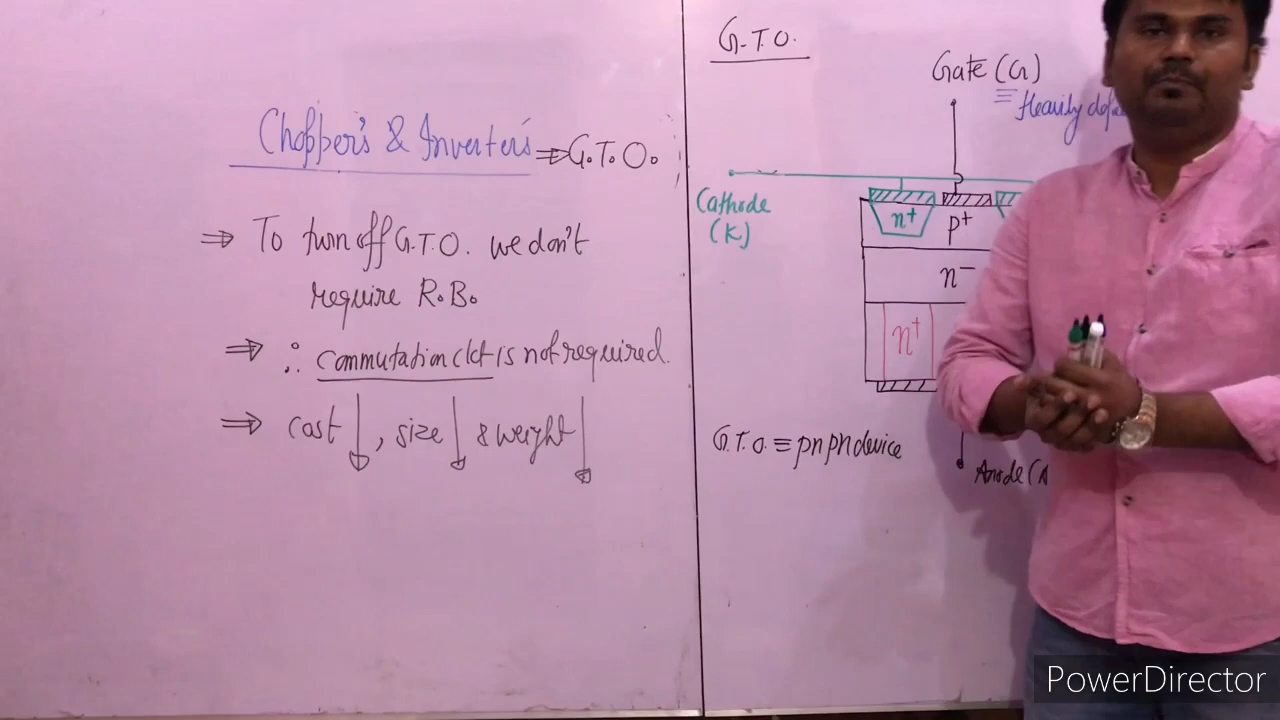 Chopper's & Inverter's ⇒ G.T.O.
⇒ To turn off G.T.O. we don't
require R.B.
⇒ ∴ commutation ckt is not required.
⇒ cost ↓, size ↓ & weight ↓
G.T.O.
Gate (G)
≡ Heavily
Cathode
(K)
n+
p+
n−
n+
G.T.O. ≡ pnpn device
Anode (A
PowerDirector